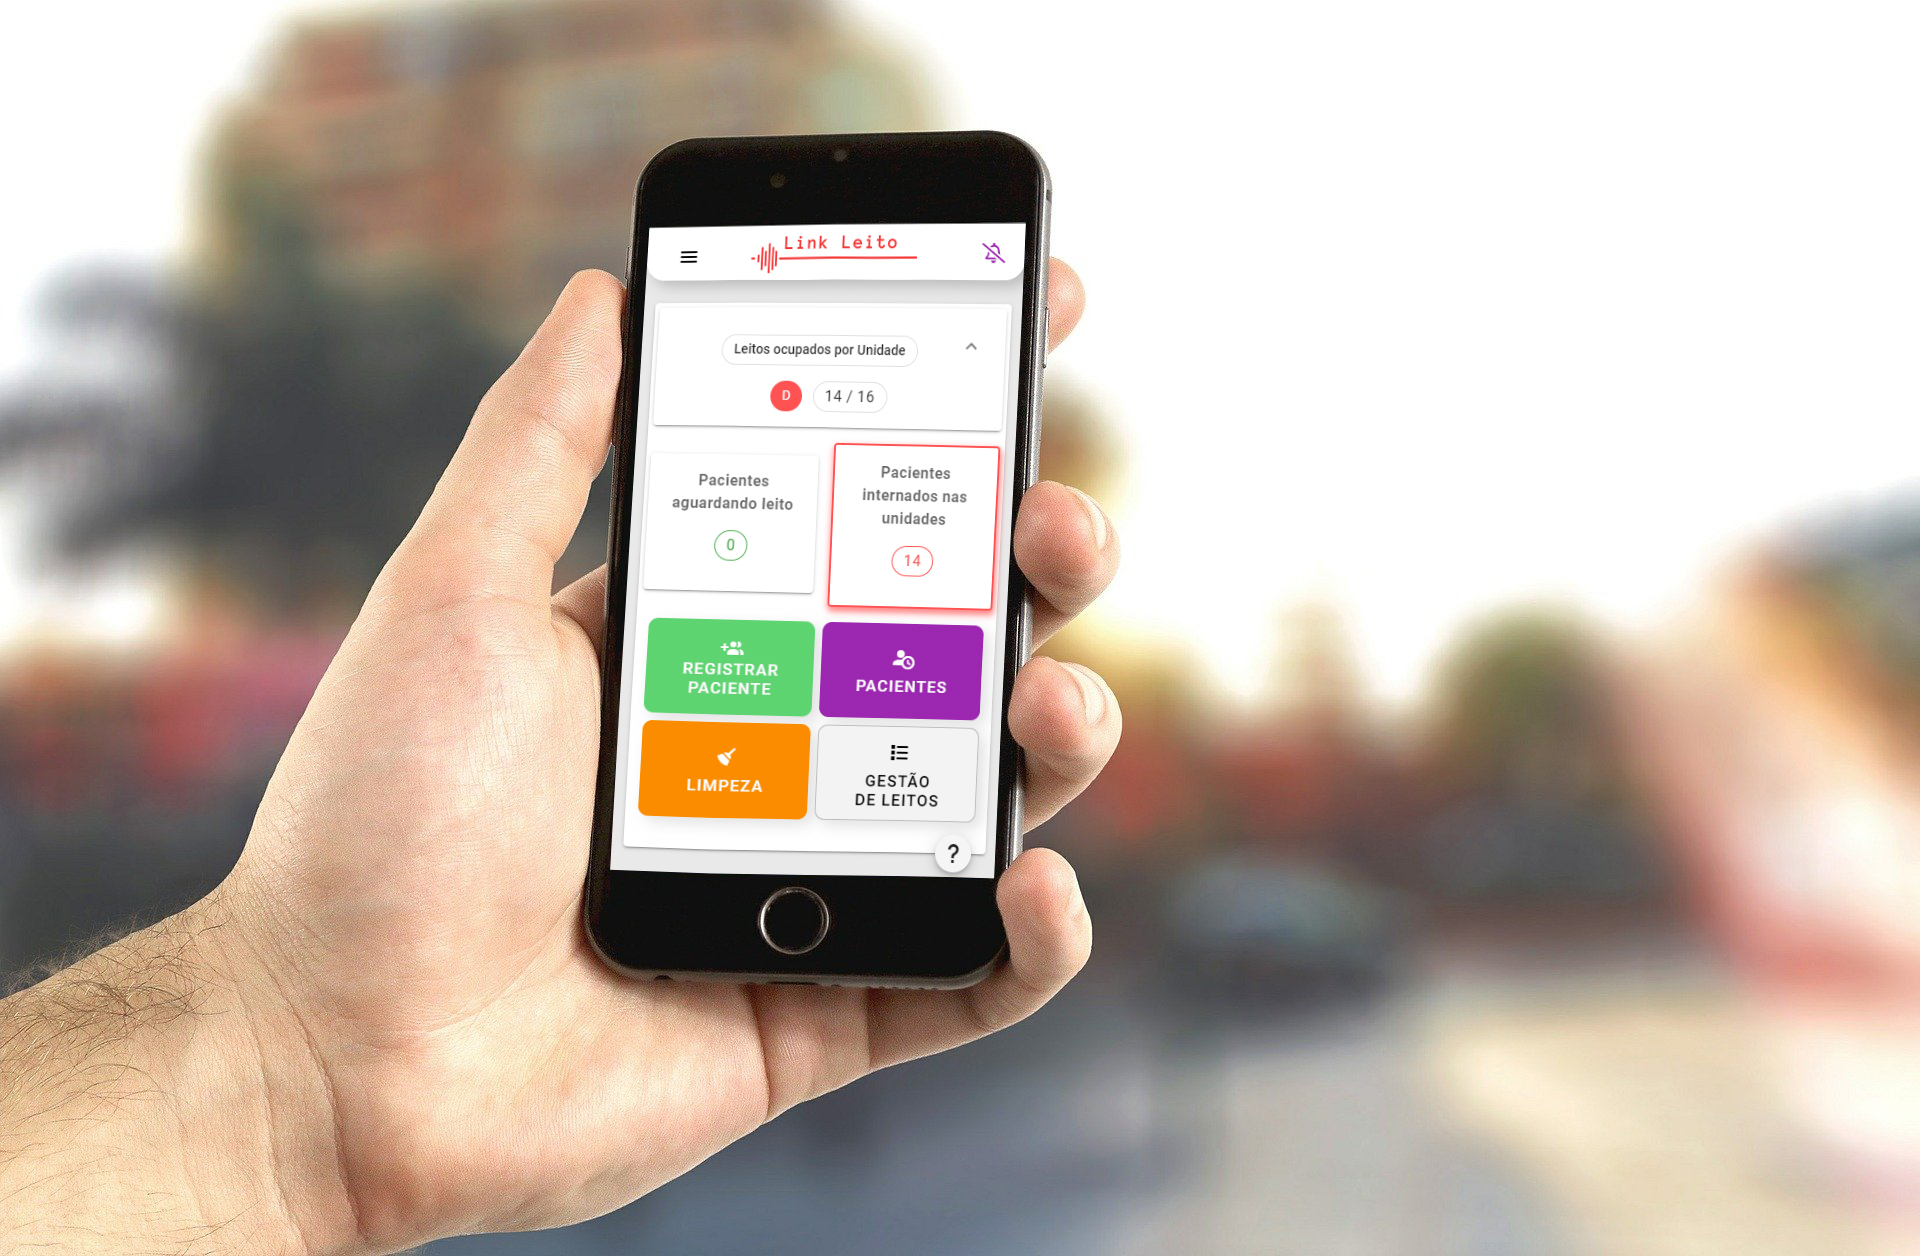 Link Leito
Leitos ocupados por Unidade
D 14 / 16
Pacientes
aguardando leito
0
Pacientes
internados nas
unidades
14
REGISTRAR
PACIENTE
PACIENTES
LIMPEZA
GESTÃO
DE LEITOS
?